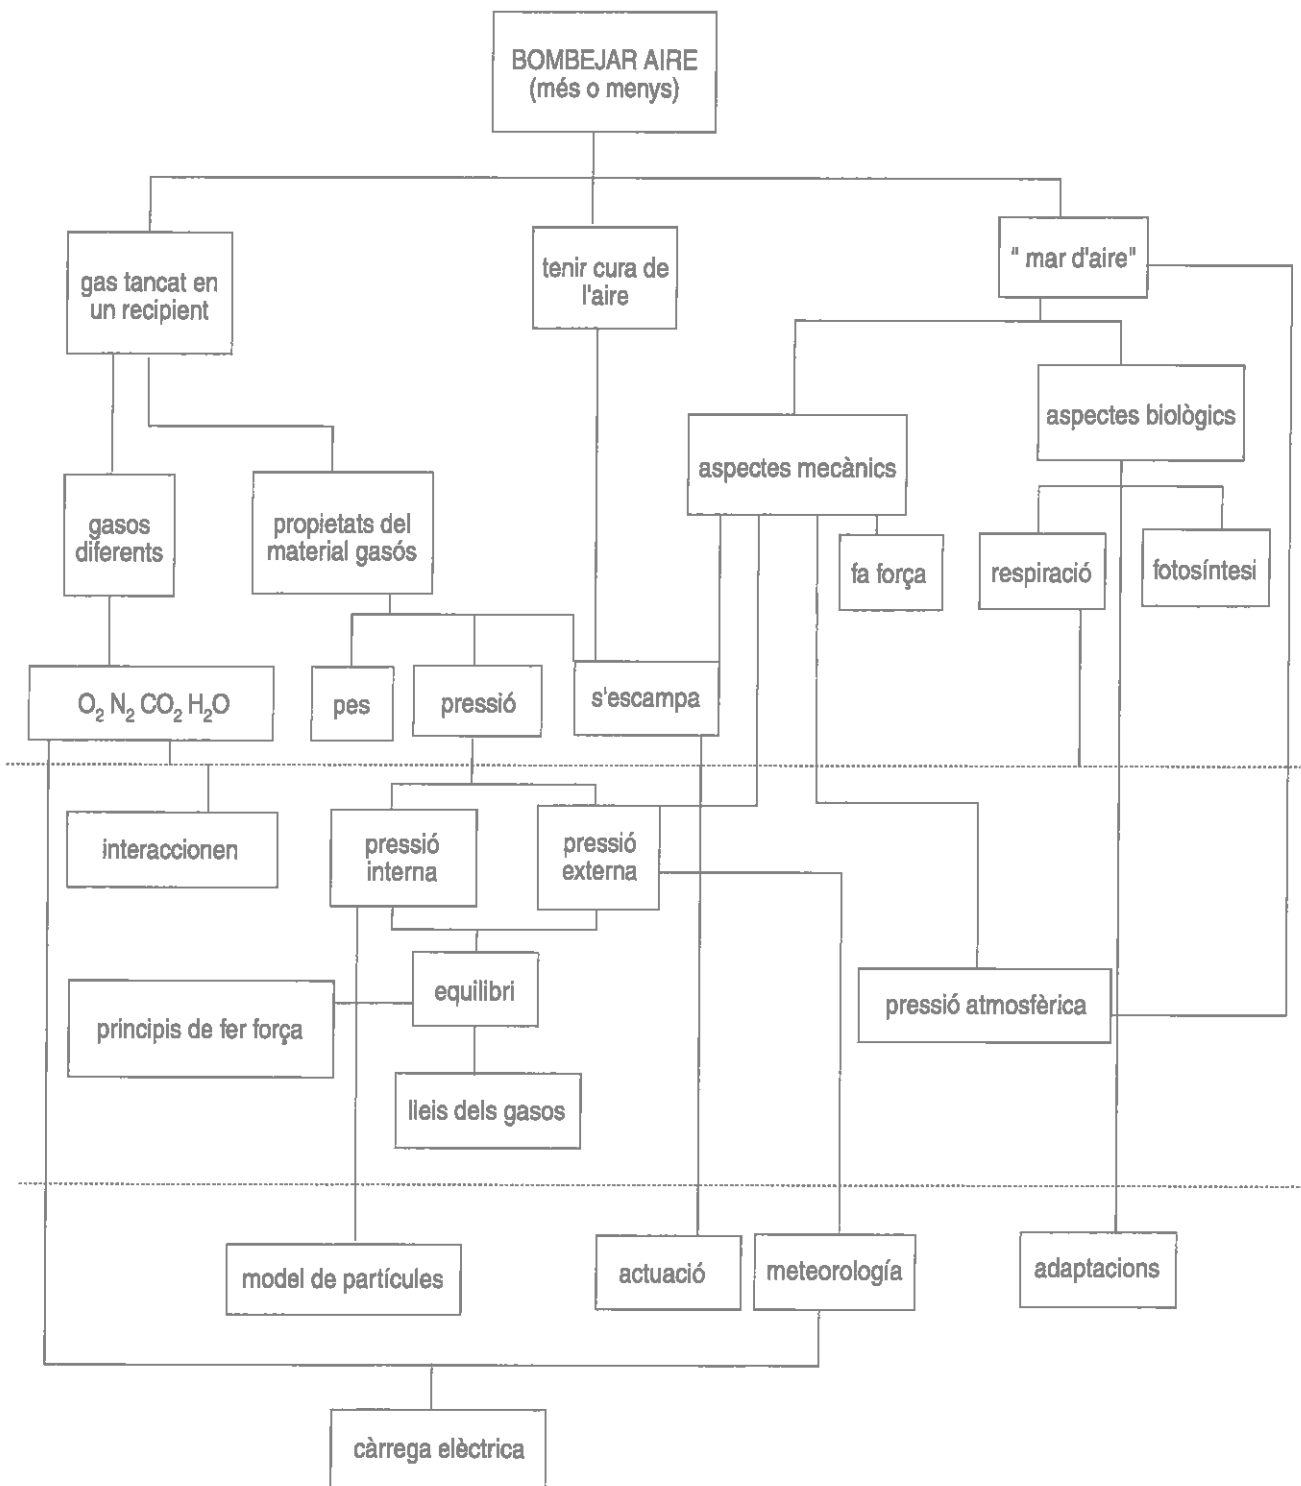 BOMBEJAR AIRE
(més o menys)
gas tancat en
un recipient
tenir cura de
l'aire
" mar d'aire"
aspectes biològics
aspectes mecànics
gasos
diferents
propietats del
material gasós
fa força
respiració
fotosíntesi
O₂ N₂ CO₂ H₂O
pes
pressió
s'escampa
interaccionen
pressió
interna
pressió
externa
equilibri
principis de fer força
pressió atmosfèrica
lleis dels gasos
model de partícules
actuació
meteorología
adaptacions
càrrega elèctrica